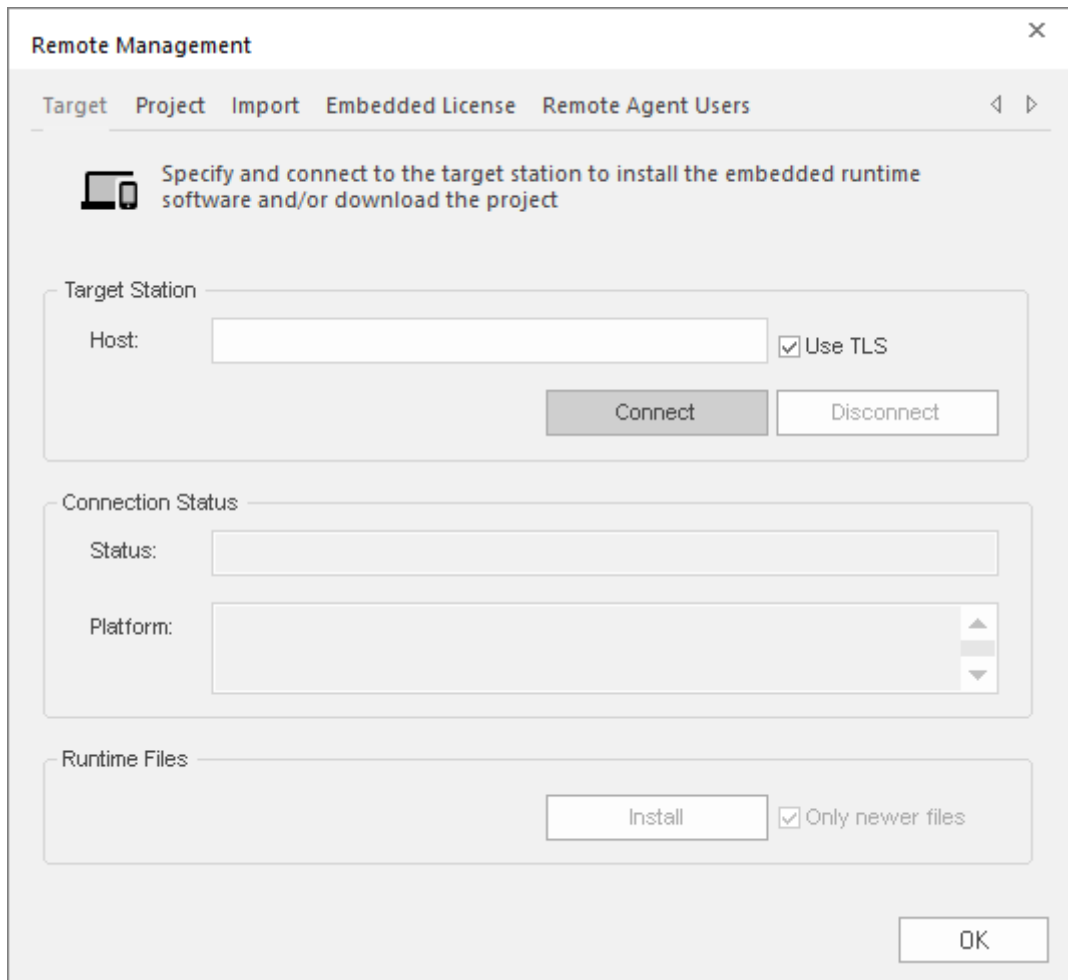 Remote Management
Target Project Import Embedded License Remote Agent Users
Specify and connect to the target station to install the embedded runtime
software and/or download the project
Target Station
Host:
Use TLS
Connect Disconnect
Connection Status
Status:
Platform:
Runtime Files
Install Only newer files
OK